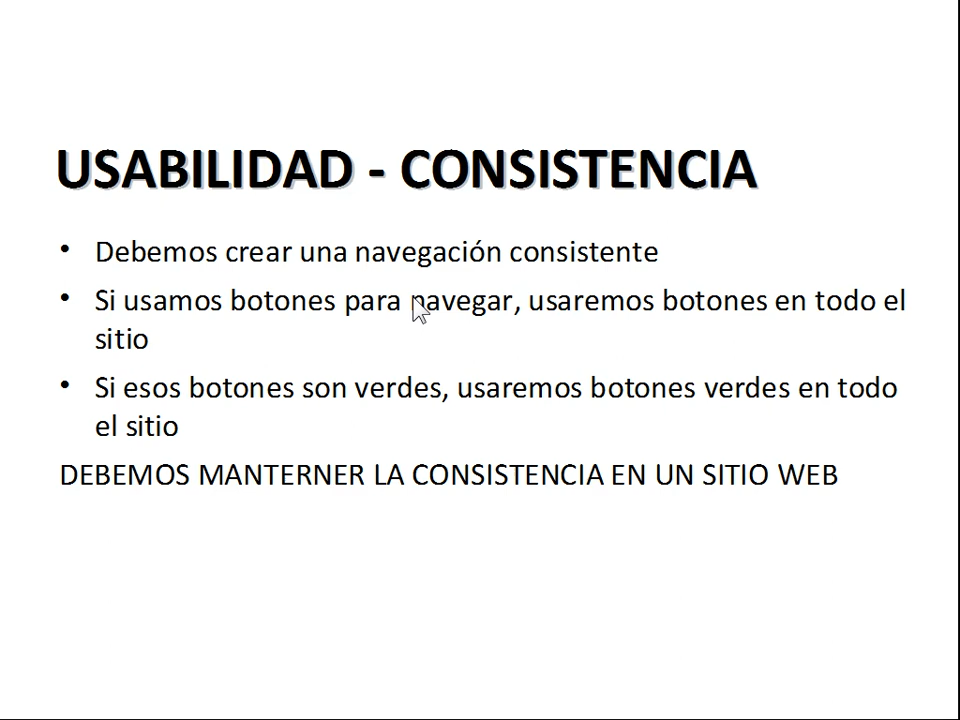 USABILIDAD - CONSISTENCIA
• Debemos crear una navegación consistente
• Si usamos botones para navegar, usaremos botones en todo el
sitio
• Si esos botones son verdes, usaremos botones verdes en todo
el sitio
DEBEMOS MANTERNER LA CONSISTENCIA EN UN SITIO WEB